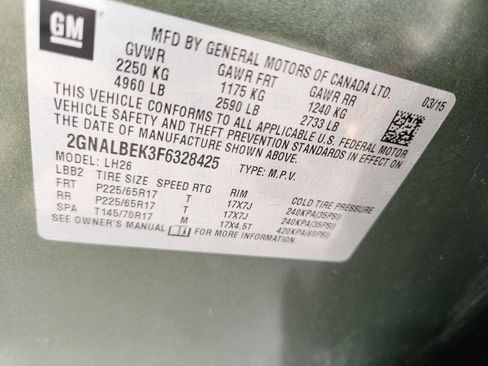 GM
MFD BY GENERAL MOTORS OF CANADA LTD.
GVWR GAWR FRT GAWR RR 03/15
2250 KG 1175 KG 1240 KG
4960 LB 2590 LB 2733 LB
THIS VEHICLE CONFORMS TO ALL APPLICABLE U.S. FEDERAL MOTOR
VEHICLE SAFETY AND THEFT PREVENTION STANDARDS IN EFFECT ON
THE DATE OF MANUFACTURE SHOWN ABOVE.
2GNALBEK3F6328425 TYPE: M.P.V.
MODEL: LH26
LBB2 TIRE SIZE SPEED RTG RIM COLD TIRE PRESSURE
FRT P225/65R17 T 17X7J 240KPA(35PSI)
RR P225/65R17 T 17X7J 240KPA(35PSI)
SPA T145/70R17 M 17X4.5T 420KPA(60PSI)
SEE OWNER'S MANUAL FOR MORE INFORMATION.